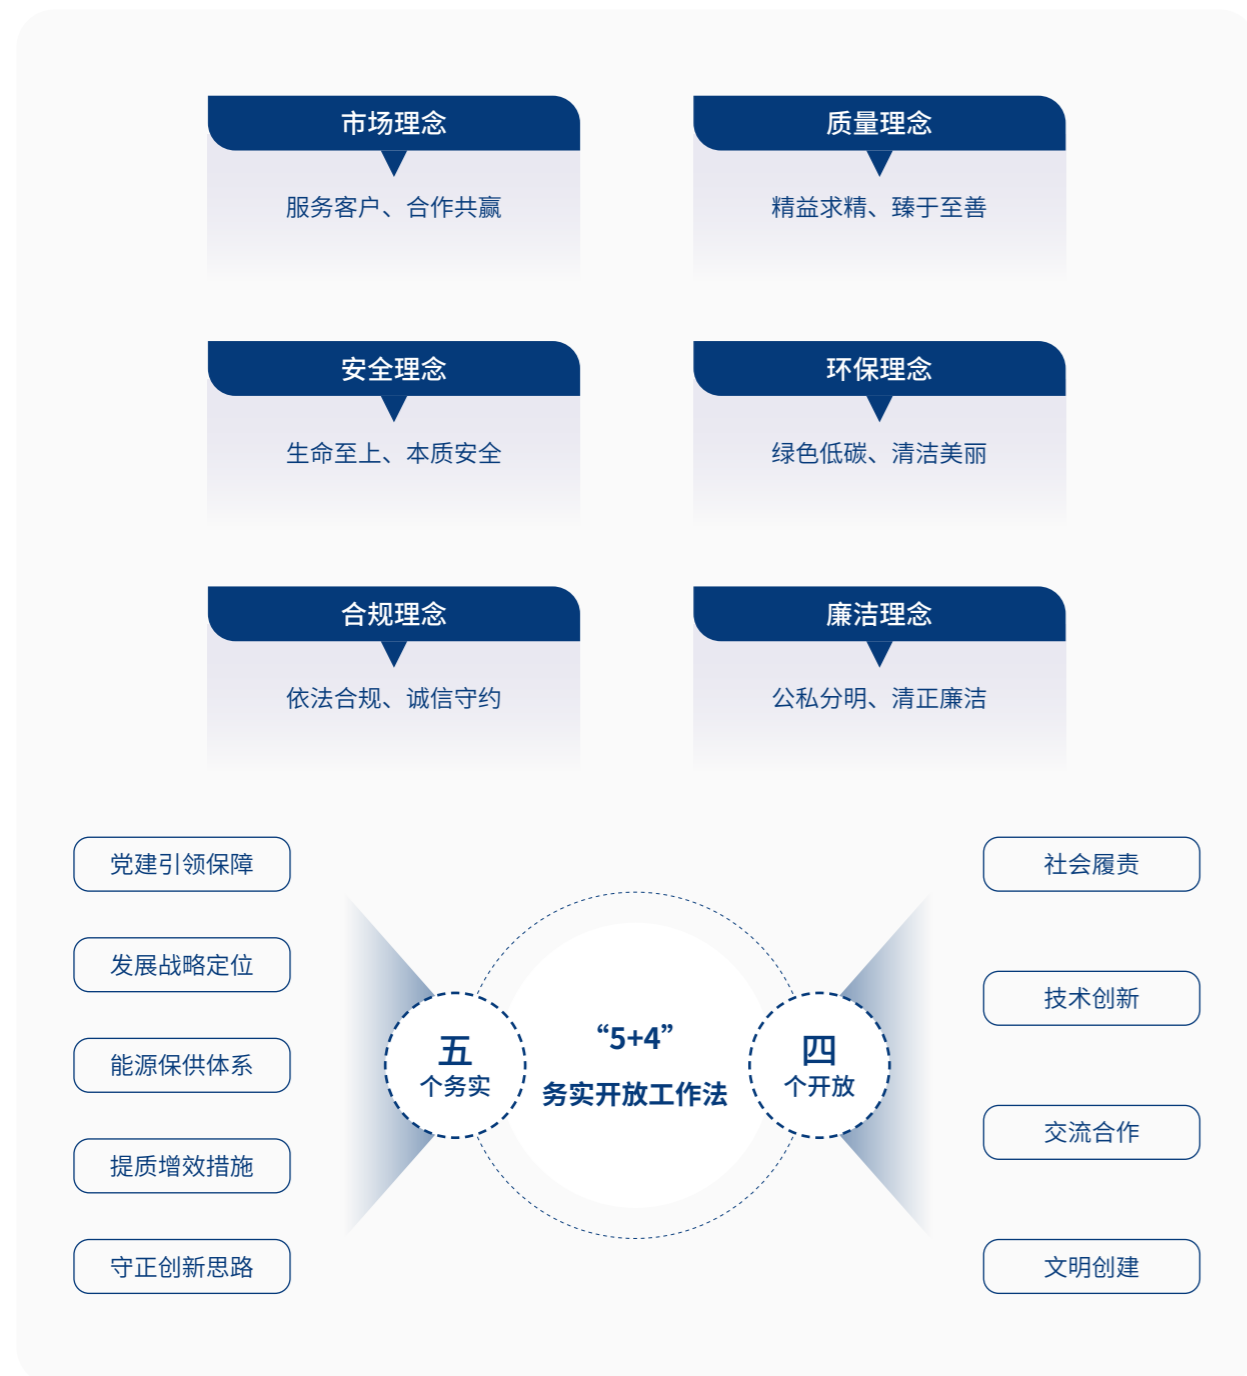 市场理念
服务客户、合作共赢
质量理念
精益求精、臻于至善
安全理念
生命至上、本质安全
环保理念
绿色低碳、清洁美丽
合规理念
依法合规、诚信守约
廉洁理念
公私分明、清正廉洁
党建引领保障
发展战略定位
能源保供体系
提质增效措施
守正创新思路
五
个务实
“5+4”
务实开放工作法
四
个开放
社会履责
技术创新
交流合作
文明创建